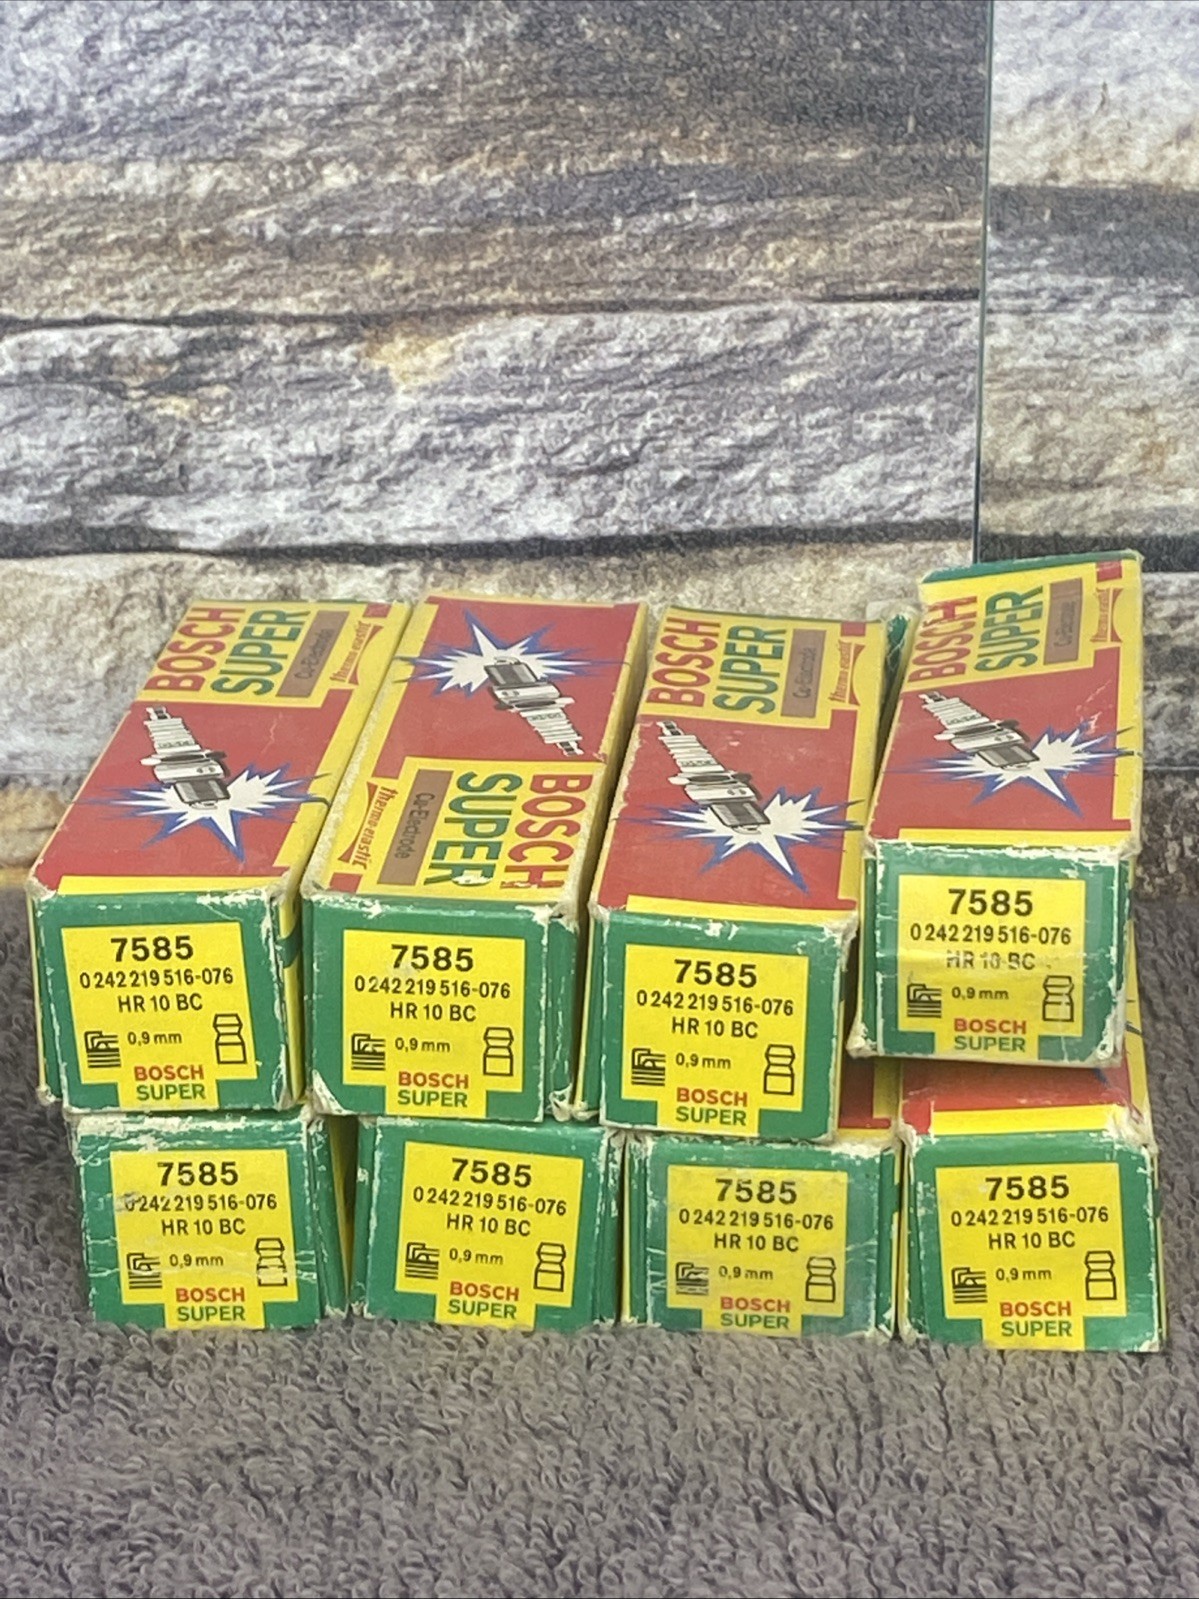 BOSCH
SUPER
Cu-Electrode
thermo-elastic
7585
0 242 219 516-076
HR 10 BC
0,9 mm
BOSCH
SUPER
BOSCH
SUPER
Cu-Electrode
thermo-elastic
7585
0 242 219 516-076
HR 10 BC
0,9 mm
BOSCH
SUPER
BOSCH
SUPER
Cu-Electrode
thermo-elastic
7585
0 242 219 516-076
HR 10 BC
0,9 mm
BOSCH
SUPER
BOSCH
SUPER
Cu-Electrode
thermo-elastic
7585
0 242 219 516-076
HR 10 BC
0,9 mm
BOSCH
SUPER
7585
0 242 219 516-076
HR 10 BC
0,9 mm
BOSCH
SUPER
7585
0 242 219 516-076
HR 10 BC
0,9 mm
BOSCH
SUPER
7585
0 242 219 516-076
HR 10 BC
0,9 mm
BOSCH
SUPER
7585
0 242 219 516-076
HR 10 BC
0,9 mm
BOSCH
SUPER